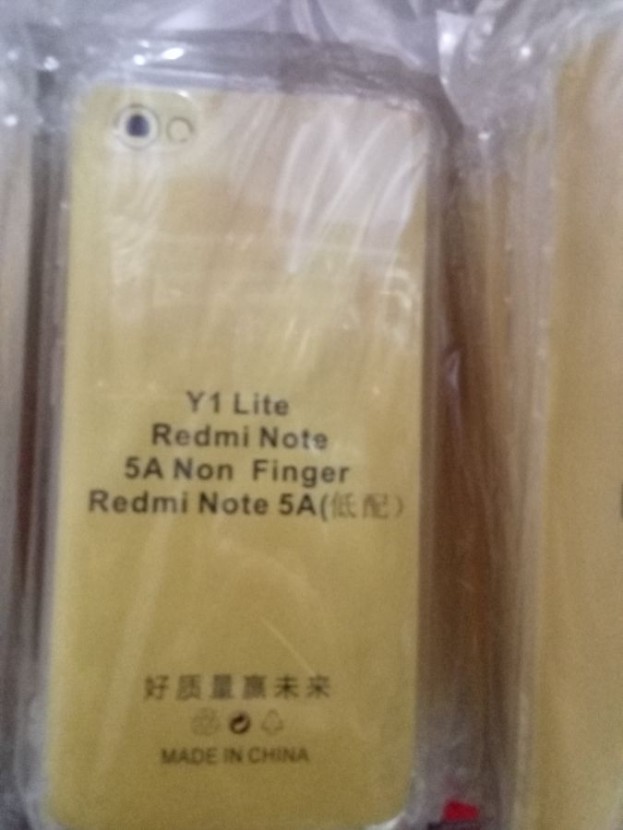 Y1 Lite
Redmi Note
5A Non Finger
Redmi Note 5A(低配）
好质量赢未来
MADE IN CHINA